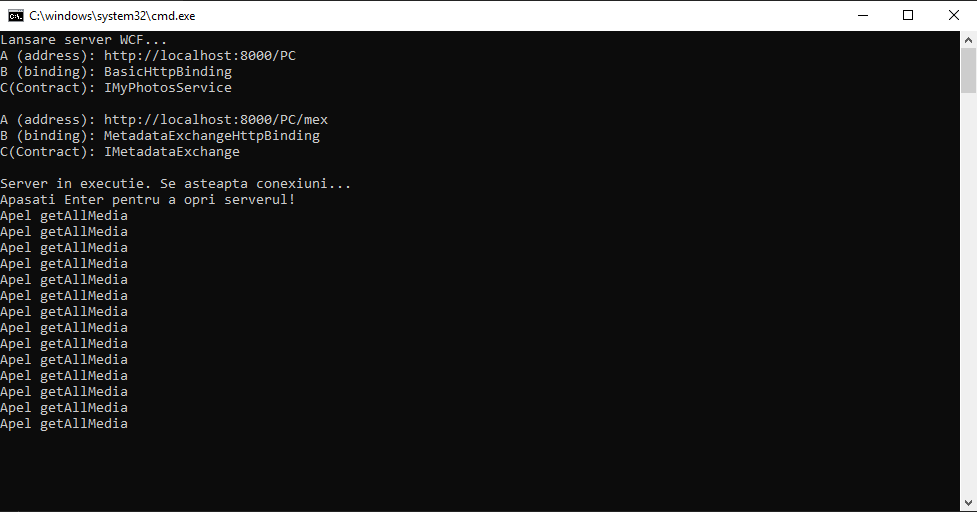 C:\windows\system32\cmd.exe
Lansare server WCF...
A (address): http://localhost:8000/PC
B (binding): BasicHttpBinding
C(Contract): IMyPhotosService
A (address): http://localhost:8000/PC/mex
B (binding): MetadataExchangeHttpBinding
C(Contract): IMetadataExchange
Server in executie. Se asteapta conexiuni...
Apasati Enter pentru a opri serverul!
Apel getAllMedia
Apel getAllMedia
Apel getAllMedia
Apel getAllMedia
Apel getAllMedia
Apel getAllMedia
Apel getAllMedia
Apel getAllMedia
Apel getAllMedia
Apel getAllMedia
Apel getAllMedia
Apel getAllMedia
Apel getAllMedia
Apel getAllMedia